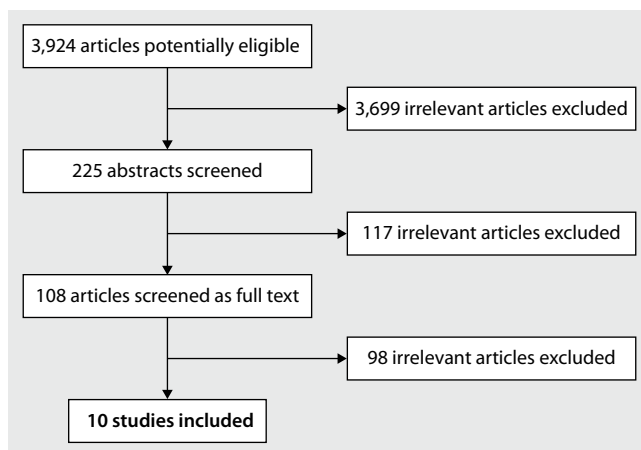 3,924 articles potentially eligible
3,699 irrelevant articles excluded
225 abstracts screened
117 irrelevant articles excluded
108 articles screened as full text
98 irrelevant articles excluded
10 studies included